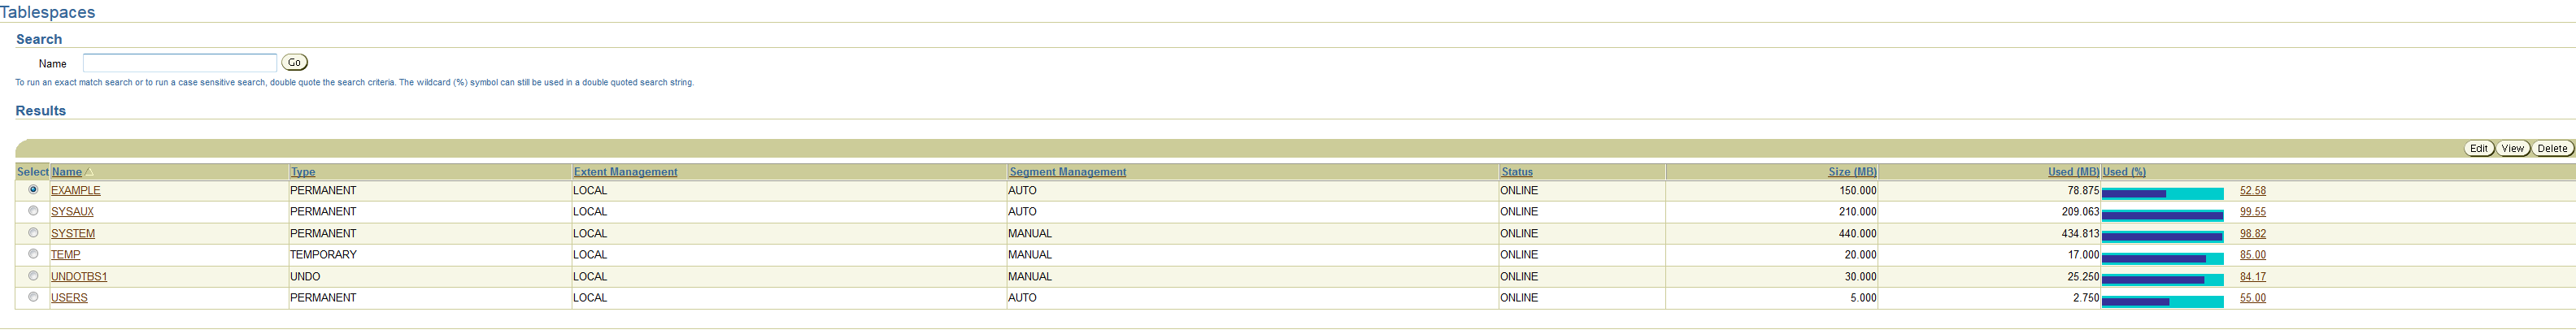 Tablespaces
Search
Name Go
To run an exact match search or to run a case sensitive search, double quote the search criteria. The wildcard (%) symbol can still be used in a double quoted search string.
Results
Edit View Delete
Select Name Type Extent Management Segment Management Status Size (MB) Used (MB) Used (%)
EXAMPLE PERMANENT LOCAL AUTO ONLINE 150.000 78.875 52.58
SYSAUX PERMANENT LOCAL AUTO ONLINE 210.000 209.063 99.55
SYSTEM PERMANENT LOCAL MANUAL ONLINE 440.000 434.813 98.82
TEMP TEMPORARY LOCAL MANUAL ONLINE 20.000 17.000 85.00
UNDOTBS1 UNDO LOCAL MANUAL ONLINE 30.000 25.250 84.17
USERS PERMANENT LOCAL AUTO ONLINE 5.000 2.750 55.00